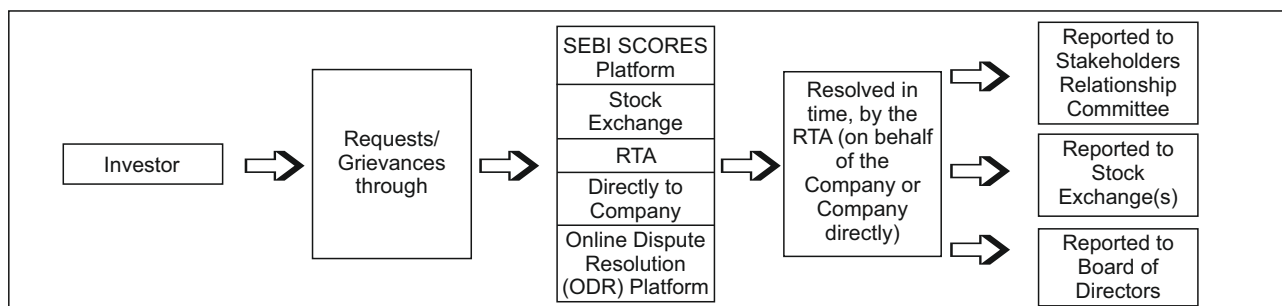 Investor
Requests/
Grievances
through
SEBI SCORES
Platform
Stock
Exchange
RTA
Directly to
Company
Online Dispute
Resolution
(ODR) Platform
Resolved in
time, by the
RTA (on behalf
of the
Company or
Company
directly)
Reported to
Stakeholders
Relationship
Committee
Reported to
Stock
Exchange(s)
Reported to
Board of
Directors